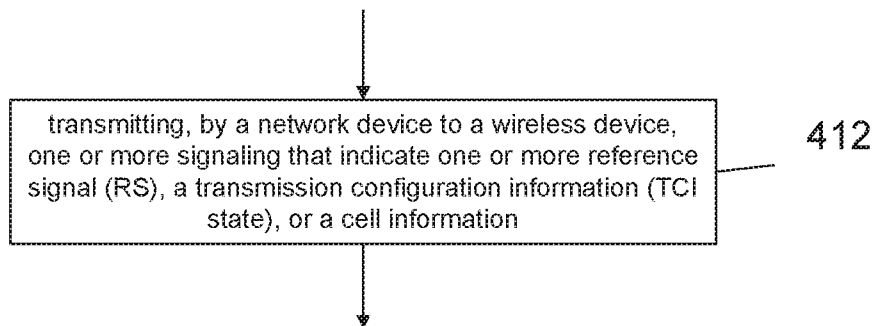 transmitting, by a network device to a wireless device,
one or more signaling that indicate one or more reference
signal (RS), a transmission configuration information (TCI
state), or a cell information
412